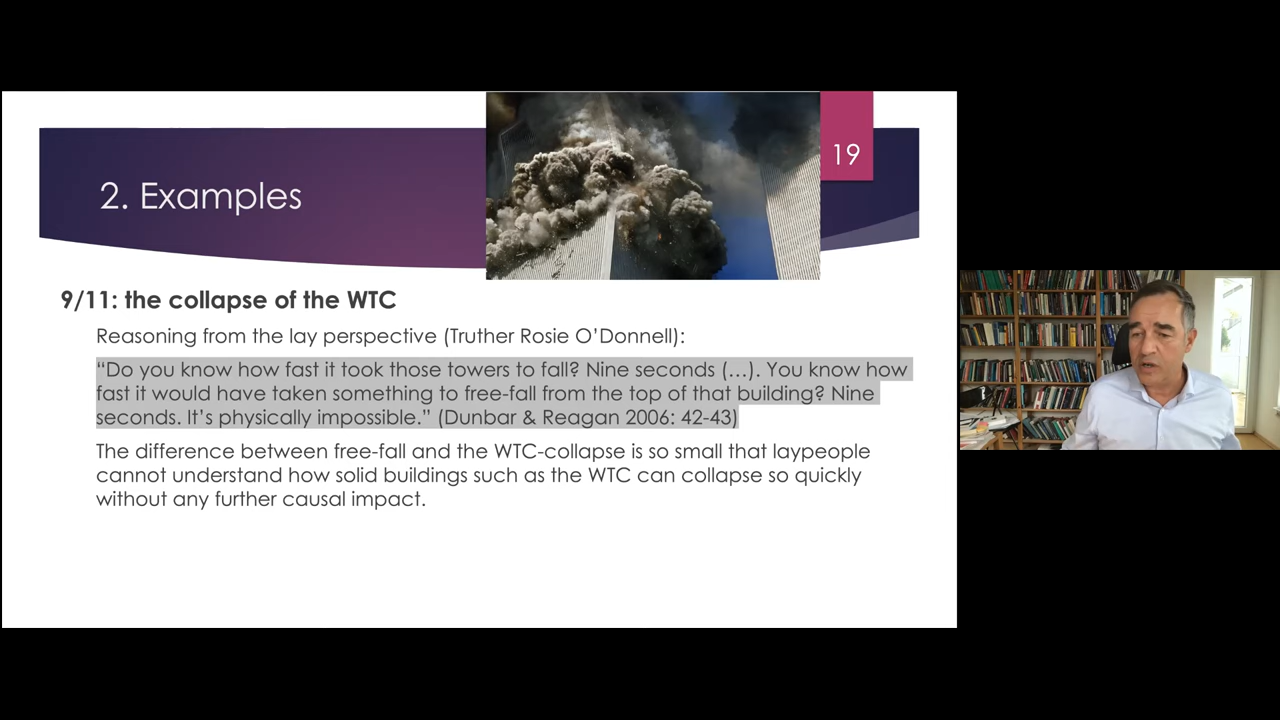 2. Examples
19
9/11: the collapse of the WTC
Reasoning from the lay perspective (Truther Rosie O’Donnell):
“Do you know how fast it took those towers to fall? Nine seconds (…). You know how
fast it would have taken something to free-fall from the top of that building? Nine
seconds. It’s physically impossible.” (Dunbar & Reagan 2006: 42-43)
The difference between free-fall and the WTC-collapse is so small that laypeople
cannot understand how solid buildings such as the WTC can collapse so quickly
without any further causal impact.